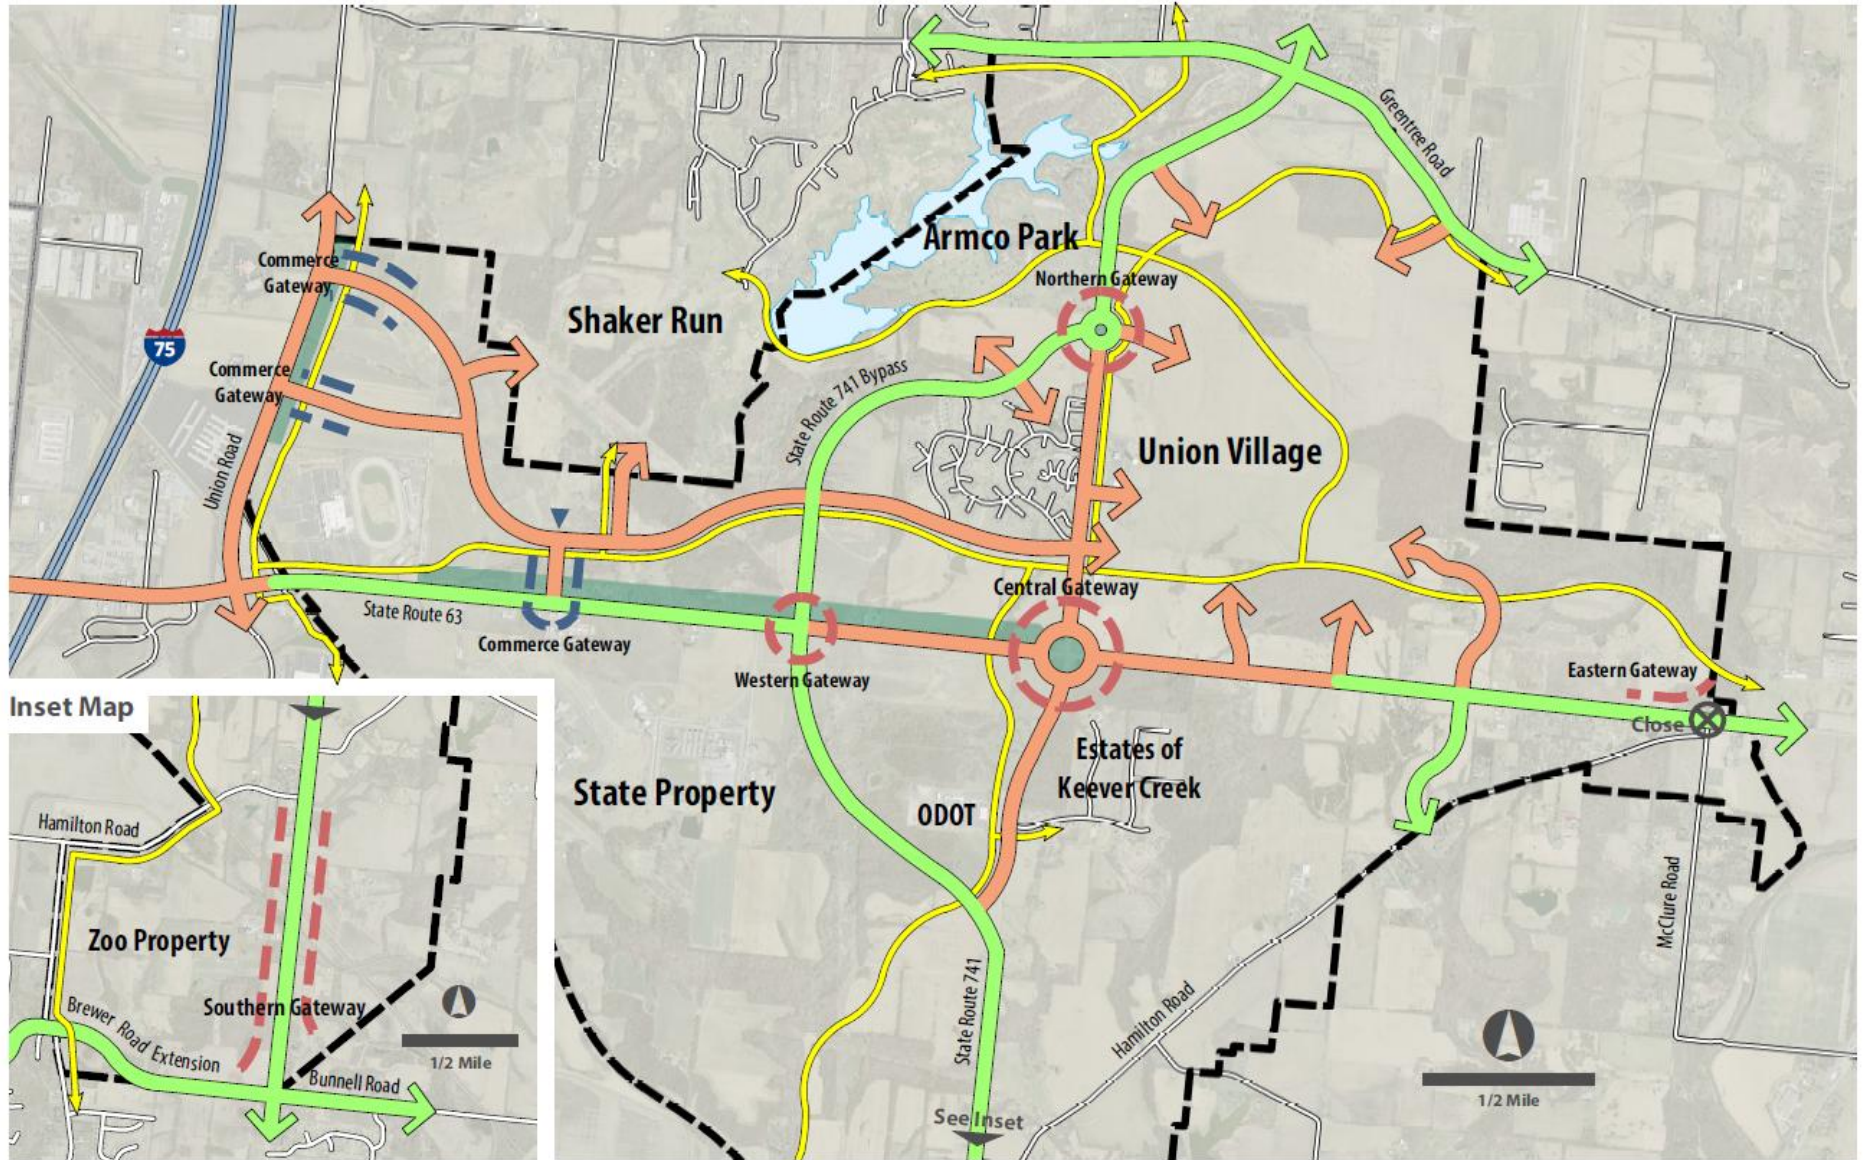 Greentree Road
Armco Park
Commerce
Gateway
Northern Gateway
Shaker Run
75
Commerce
Gateway
State Route 741 Bypass
Union Village
Union Road
Central Gateway
State Route 63
Commerce Gateway
Western Gateway
Eastern Gateway
Close
Inset Map
Estates of
Keever Creek
State Property
ODOT
Hamilton Road
McClure Road
Zoo Property
Southern Gateway
Brewer Road Extension
1/2 Mile
Bunnell Road
State Route 741
Hamilton Road
1/2 Mile
See Inset